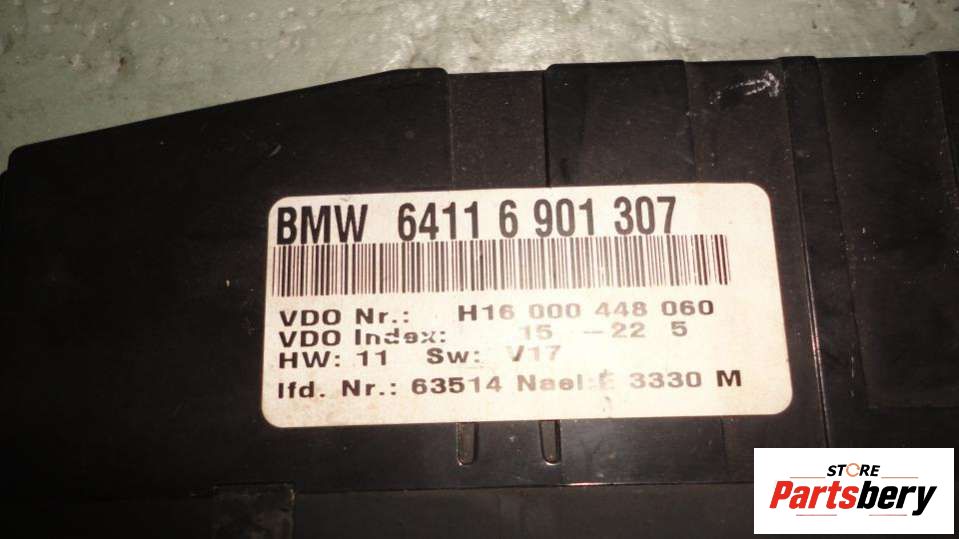 BMW 6411 6 901 307
VDO Nr.: H16 000 448 060
VDO Index: 15 -22 5
HW: 11 Sw: V17
lfd. Nr.: 63514 Nael:E 3330 M
STORE
Partsbery